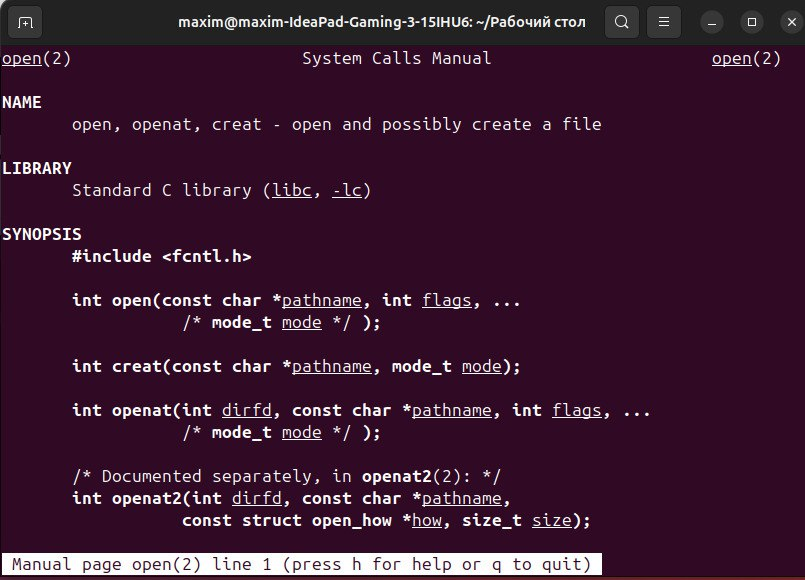 maxim@maxim-IdeaPad-Gaming-3-15IHU6: ~/Рабочий стол
open(2) System Calls Manual open(2)
NAME
open, openat, creat - open and possibly create a file
LIBRARY
Standard C library (libc, -lc)
SYNOPSIS
#include <fcntl.h>
int open(const char *pathname, int flags, ...
/* mode_t mode */ );
int creat(const char *pathname, mode_t mode);
int openat(int dirfd, const char *pathname, int flags, ...
/* mode_t mode */ );
/* Documented separately, in openat2(2): */
int openat2(int dirfd, const char *pathname,
const struct open_how *how, size_t size);
Manual page open(2) line 1 (press h for help or q to quit)